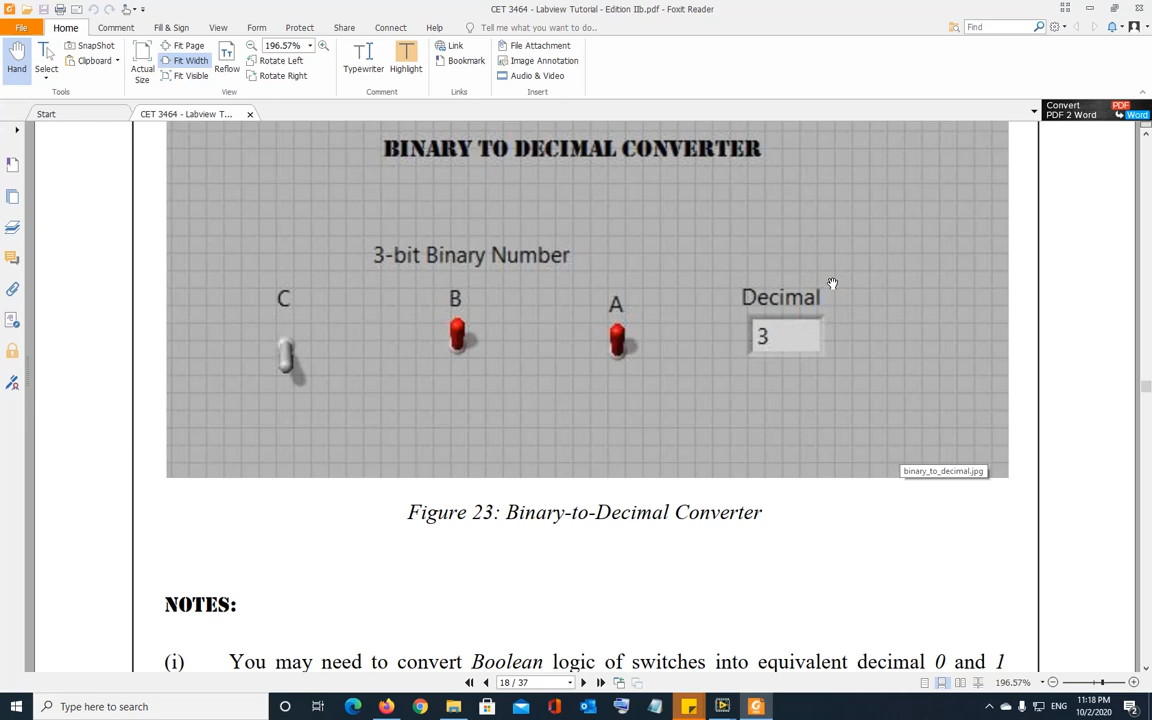 CET 3464 - Labview Tutorial - Edition IIb.pdf - Foxit Reader
File Home Comment Fill & Sign View Form Protect Share Connect Help Tell me what you want to do... Find
Hand Select SnapShot Clipboard Actual Size Fit Page Fit Width Fit Visible Reflow 196.57% Rotate Left Rotate Right Typewriter Highlight Link Bookmark File Attachment Image Annotation Audio & Video
Tools View Comment Links Insert
Start CET 3464 - Labview T... Convert PDF 2 Word PDF Word
BINARY TO DECIMAL CONVERTER
3-bit Binary Number
C B A Decimal
3
binary_to_decimal.jpg
Figure 23: Binary-to-Decimal Converter
NOTES:
(i) You may need to convert Boolean logic of switches into equivalent decimal 0 and 1
18 / 37 196.57%
Type here to search ENG 11:18 PM 10/2/2020 2